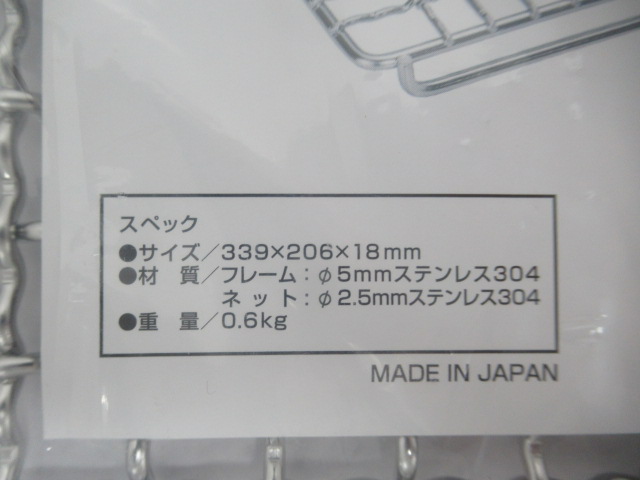 スペック
●サイズ/339×206×18mm
●材　質/フレーム：φ5mmステンレス304
ネット：φ2.5mmステンレス304
●重　量/0.6kg
MADE IN JAPAN